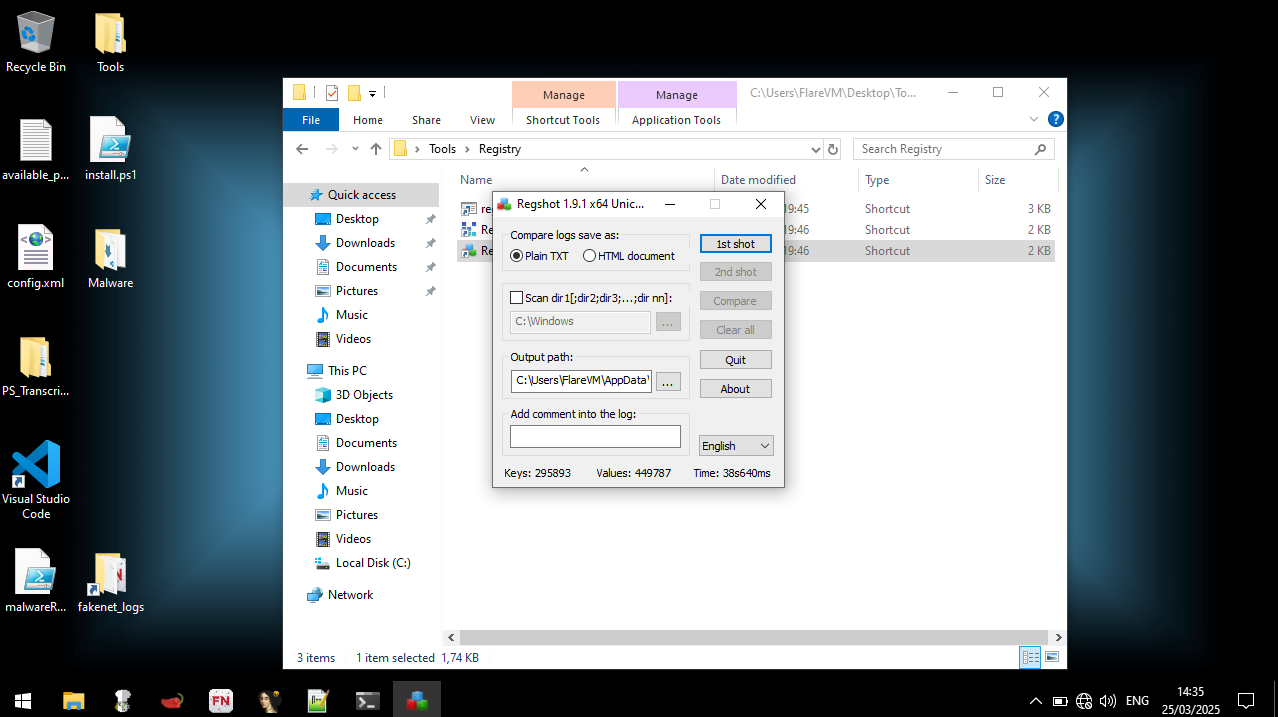 Recycle Bin
Tools
available_p...
install.ps1
config.xml
Malware
PS_Transcri...
Visual Studio
Code
malwareR...
fakenet_logs
Manage
Manage
C:\Users\FlareVM\Desktop\To...
File
Home
Share
View
Shortcut Tools
Application Tools
Tools
Registry
Search Registry
Name
Date modified
Type
Size
Quick access
Desktop
Downloads
Documents
Pictures
Music
Videos
This PC
3D Objects
Desktop
Documents
Downloads
Music
Pictures
Videos
Local Disk (C:)
Network
19:45
Shortcut
3 KB
19:46
Shortcut
2 KB
19:46
Shortcut
2 KB
Regshot 1.9.1 x64 Unic...
Compare logs save as:
Plain TXT
HTML document
Scan dir1[;dir2;dir3;...;dir nn]:
C:\Windows
...
Output path:
C:\Users\FlareVM\AppData\
...
Add comment into the log:
1st shot
2nd shot
Compare
Clear all
Quit
About
English
Keys: 295893
Values: 449787
Time: 38s640ms
3 items
1 item selected
1,74 KB
FN
ENG
14:35
25/03/2025